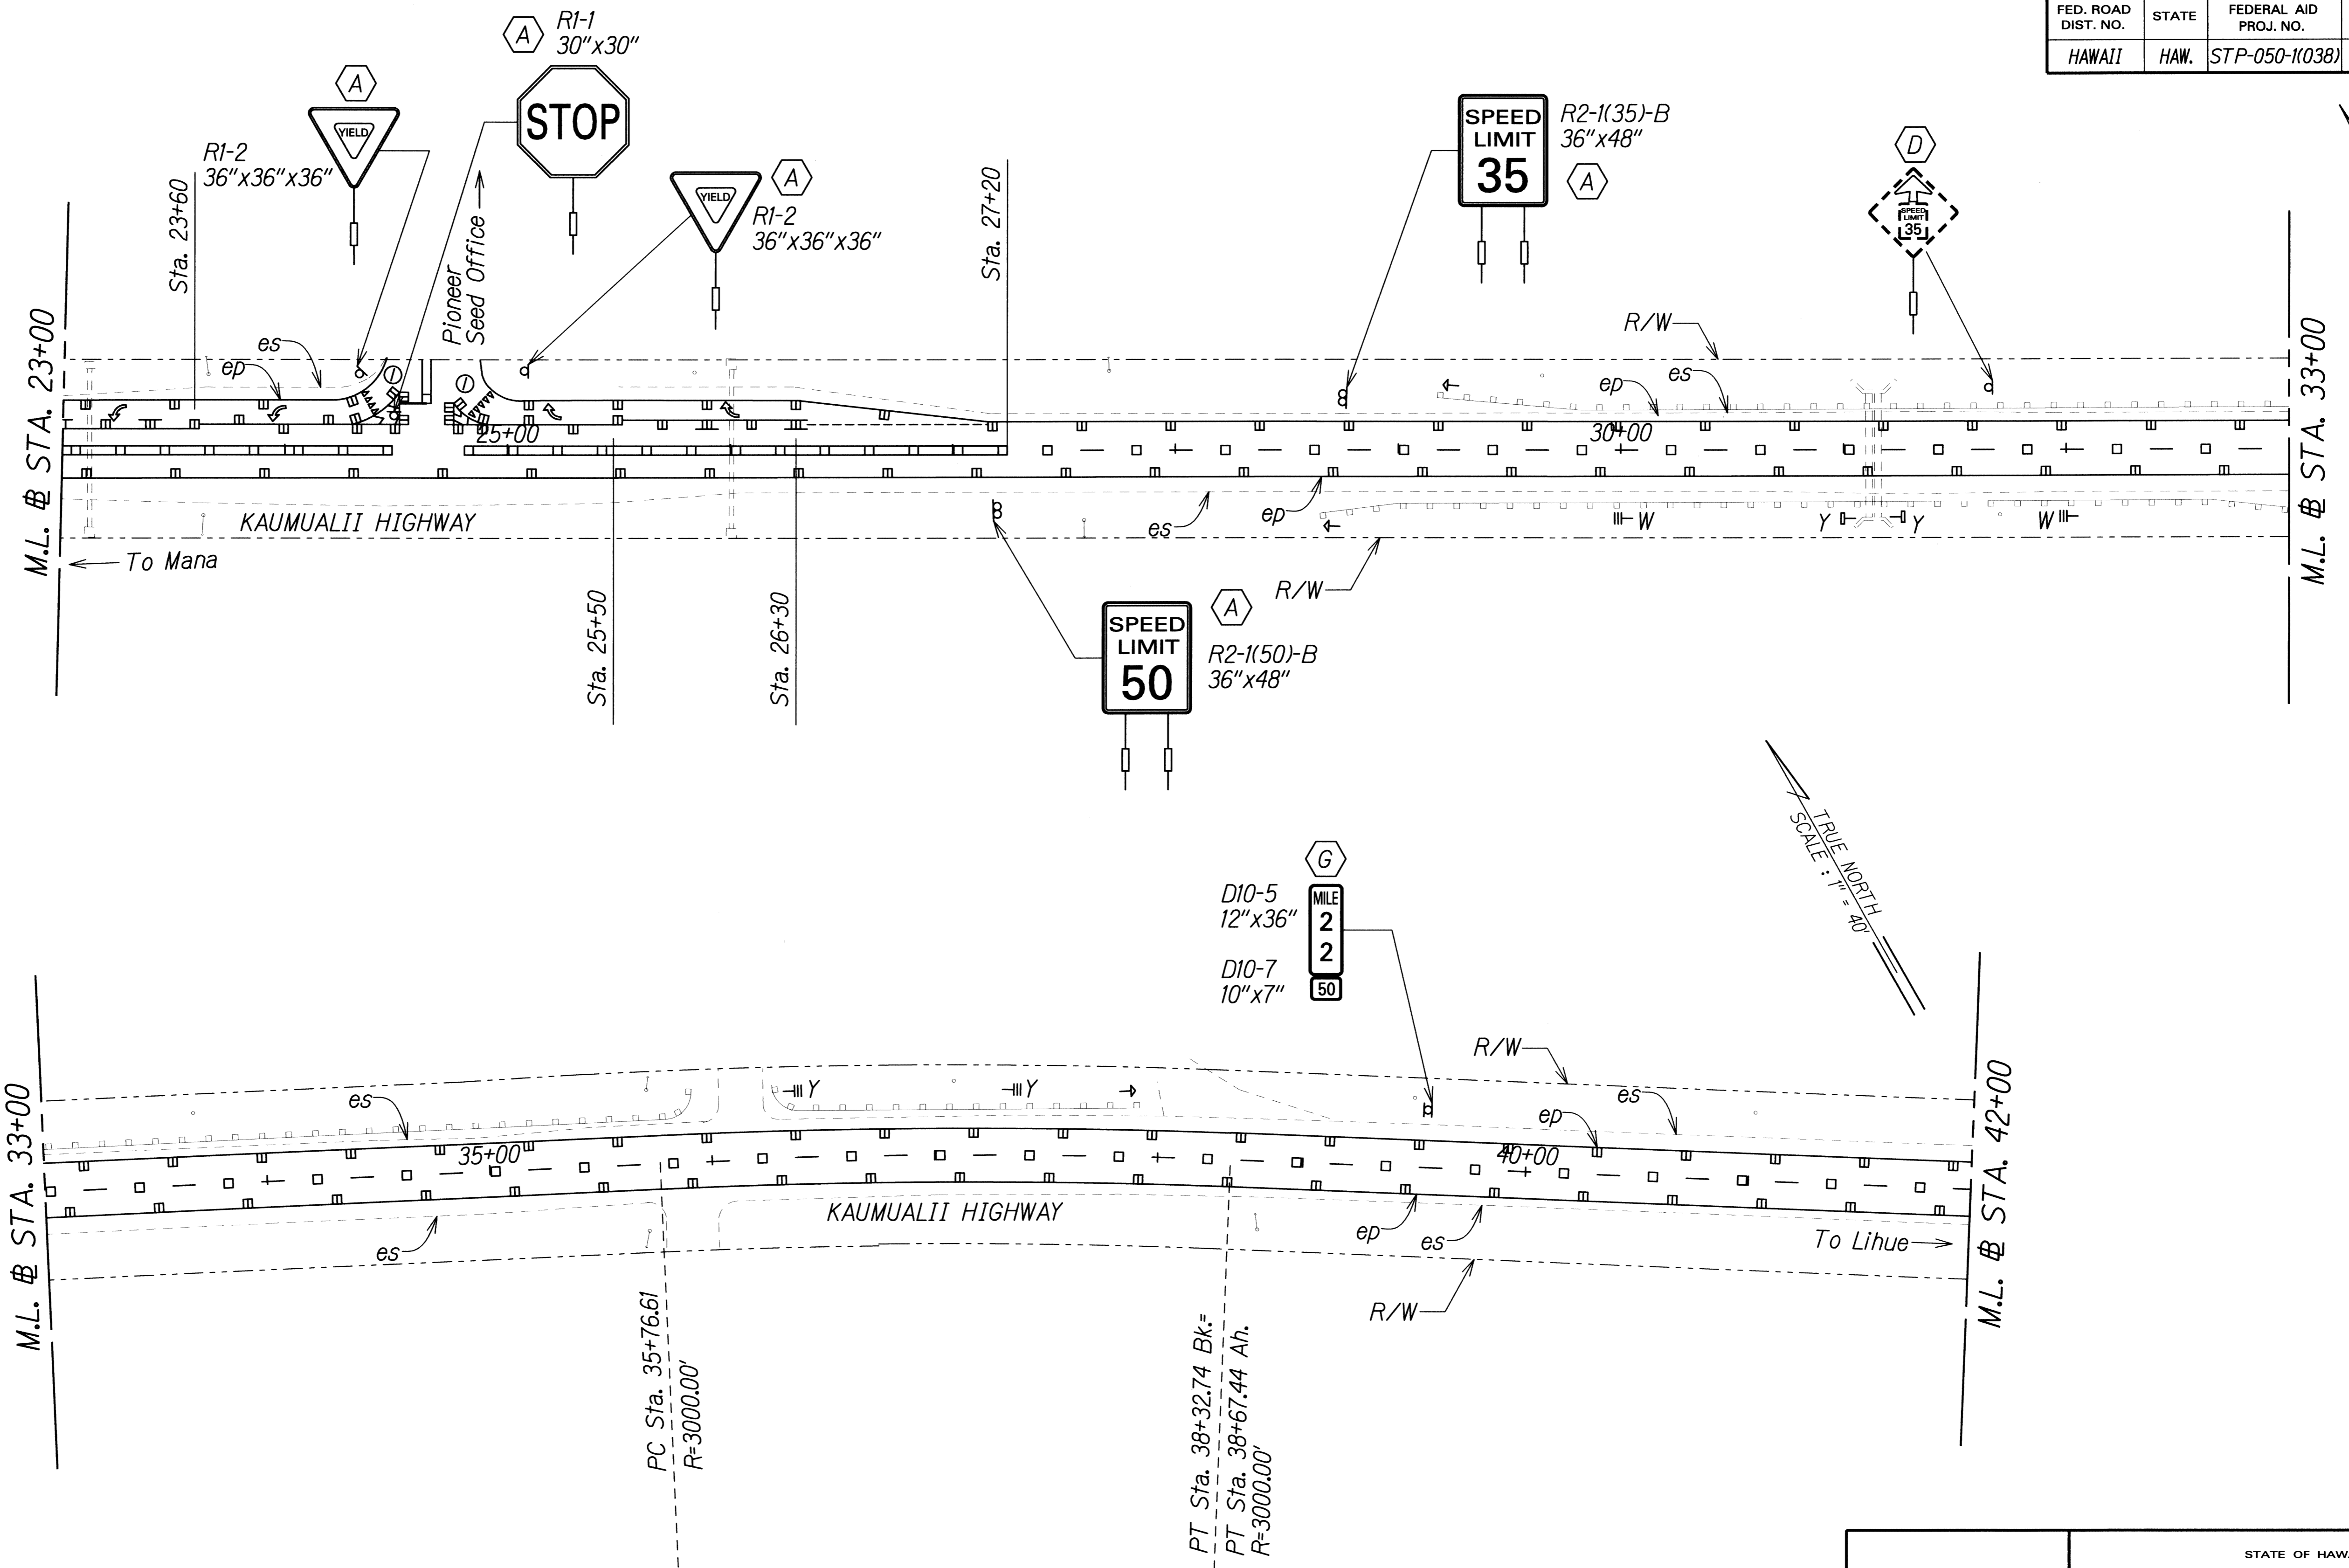 FED. ROAD DIST. NO.
STATE
FEDERAL AID PROJ. NO.
HAWAII
HAW.
STP-050-1(038)
A
R1-1
30"x30"
STOP
A
YIELD
R1-2
36"x36"x36"
Sta. 23+60
Pioneer
Seed Office
YIELD
A
R1-2
36"x36"x36"
Sta. 27+20
SPEED
LIMIT
35
R2-1(35)-B
36"x48"
A
D
SPEED
LIMIT
35
M.L. B STA. 23+00
es
ep
1
1
25+00
R/W
ep
es
30+00
M.L. B STA. 33+00
KAUMUALII HIGHWAY
To Mana
Sta. 25+50
Sta. 26+30
es
ep
R/W
W
Y
Y
W
SPEED
LIMIT
50
A
R2-1(50)-B
36"x48"
TRUE NORTH
SCALE : 1" = 40'
G
D10-5
12"x36"
MILE
2
2
D10-7
10"x7"
50
M.L. B STA. 33+00
es
Y
Y
R/W
es
ep
35+00
40+00
M.L. B STA. 42+00
KAUMUALII HIGHWAY
es
ep
es
To Lihue
R/W
PC Sta. 35+76.61
R=3000.00'
PT Sta. 38+32.74 Bk.=
PT Sta. 38+67.44 Ah.
R=3000.00'